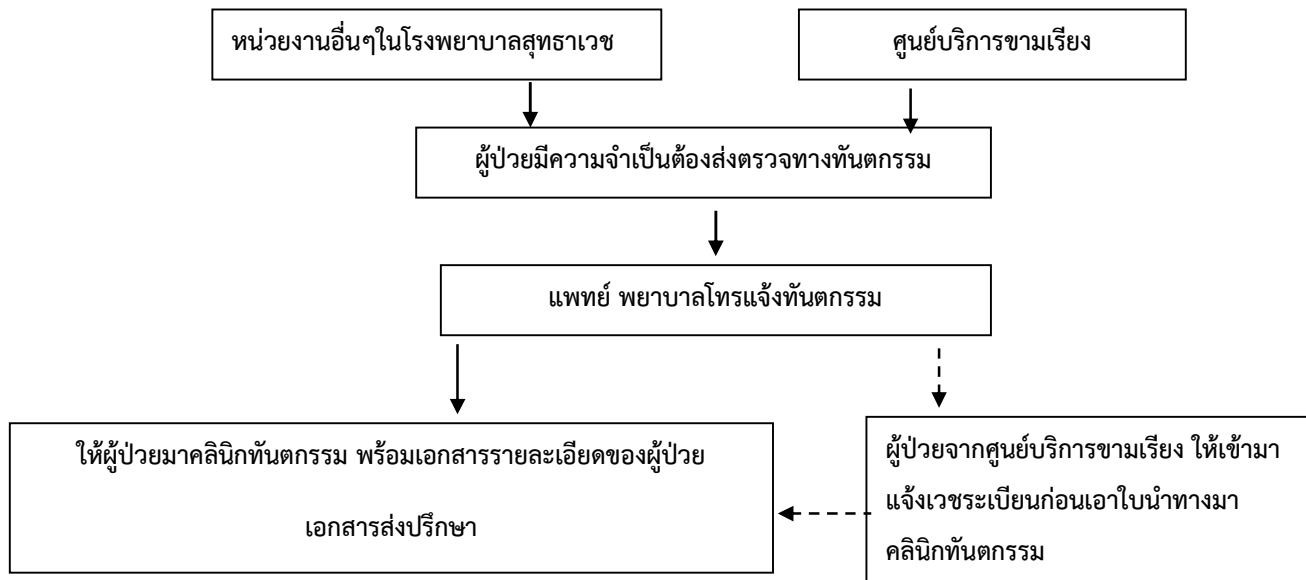 หน่วยงานอื่นๆในโรงพยาบาลสุทธาเวช
ศูนย์บริการขามเรียง
ผู้ป่วยมีความจำเป็นต้องส่งตรวจทางทันตกรรม
แพทย์ พยาบาลโทรแจ้งทันตกรรม
ให้ผู้ป่วยมาคลินิกทันตกรรม พร้อมเอกสารรายละเอียดของผู้ป่วย
เอกสารส่งปรึกษา
ผู้ป่วยจากศูนย์บริการขามเรียง ให้เข้ามา
แจ้งเวชระเบียนก่อนเอาใบนำทางมา
คลินิกทันตกรรม